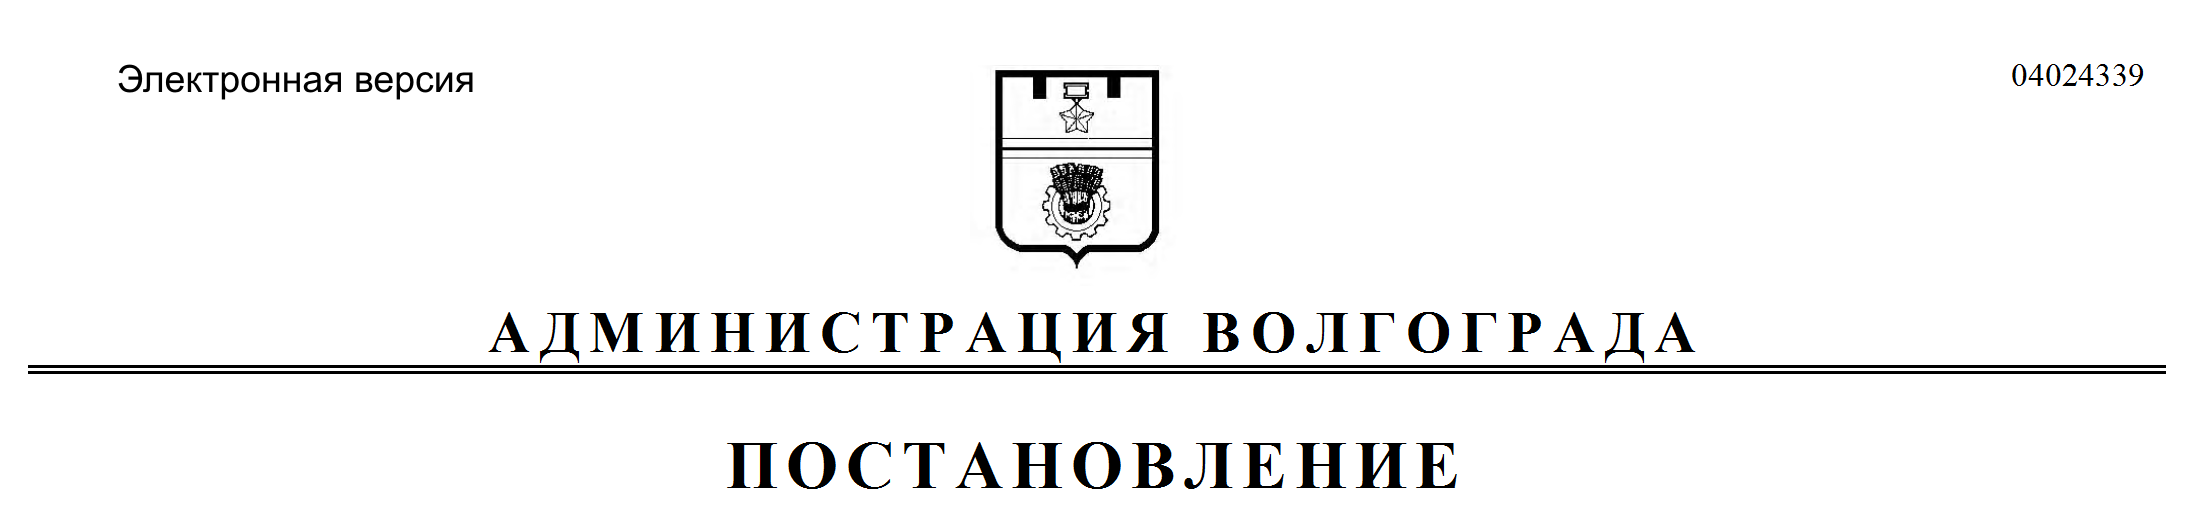 Электронная версия
04024339
АДМИНИСТРАЦИЯ ВОЛГОГРАДА
ПОСТАНОВЛЕНИЕ